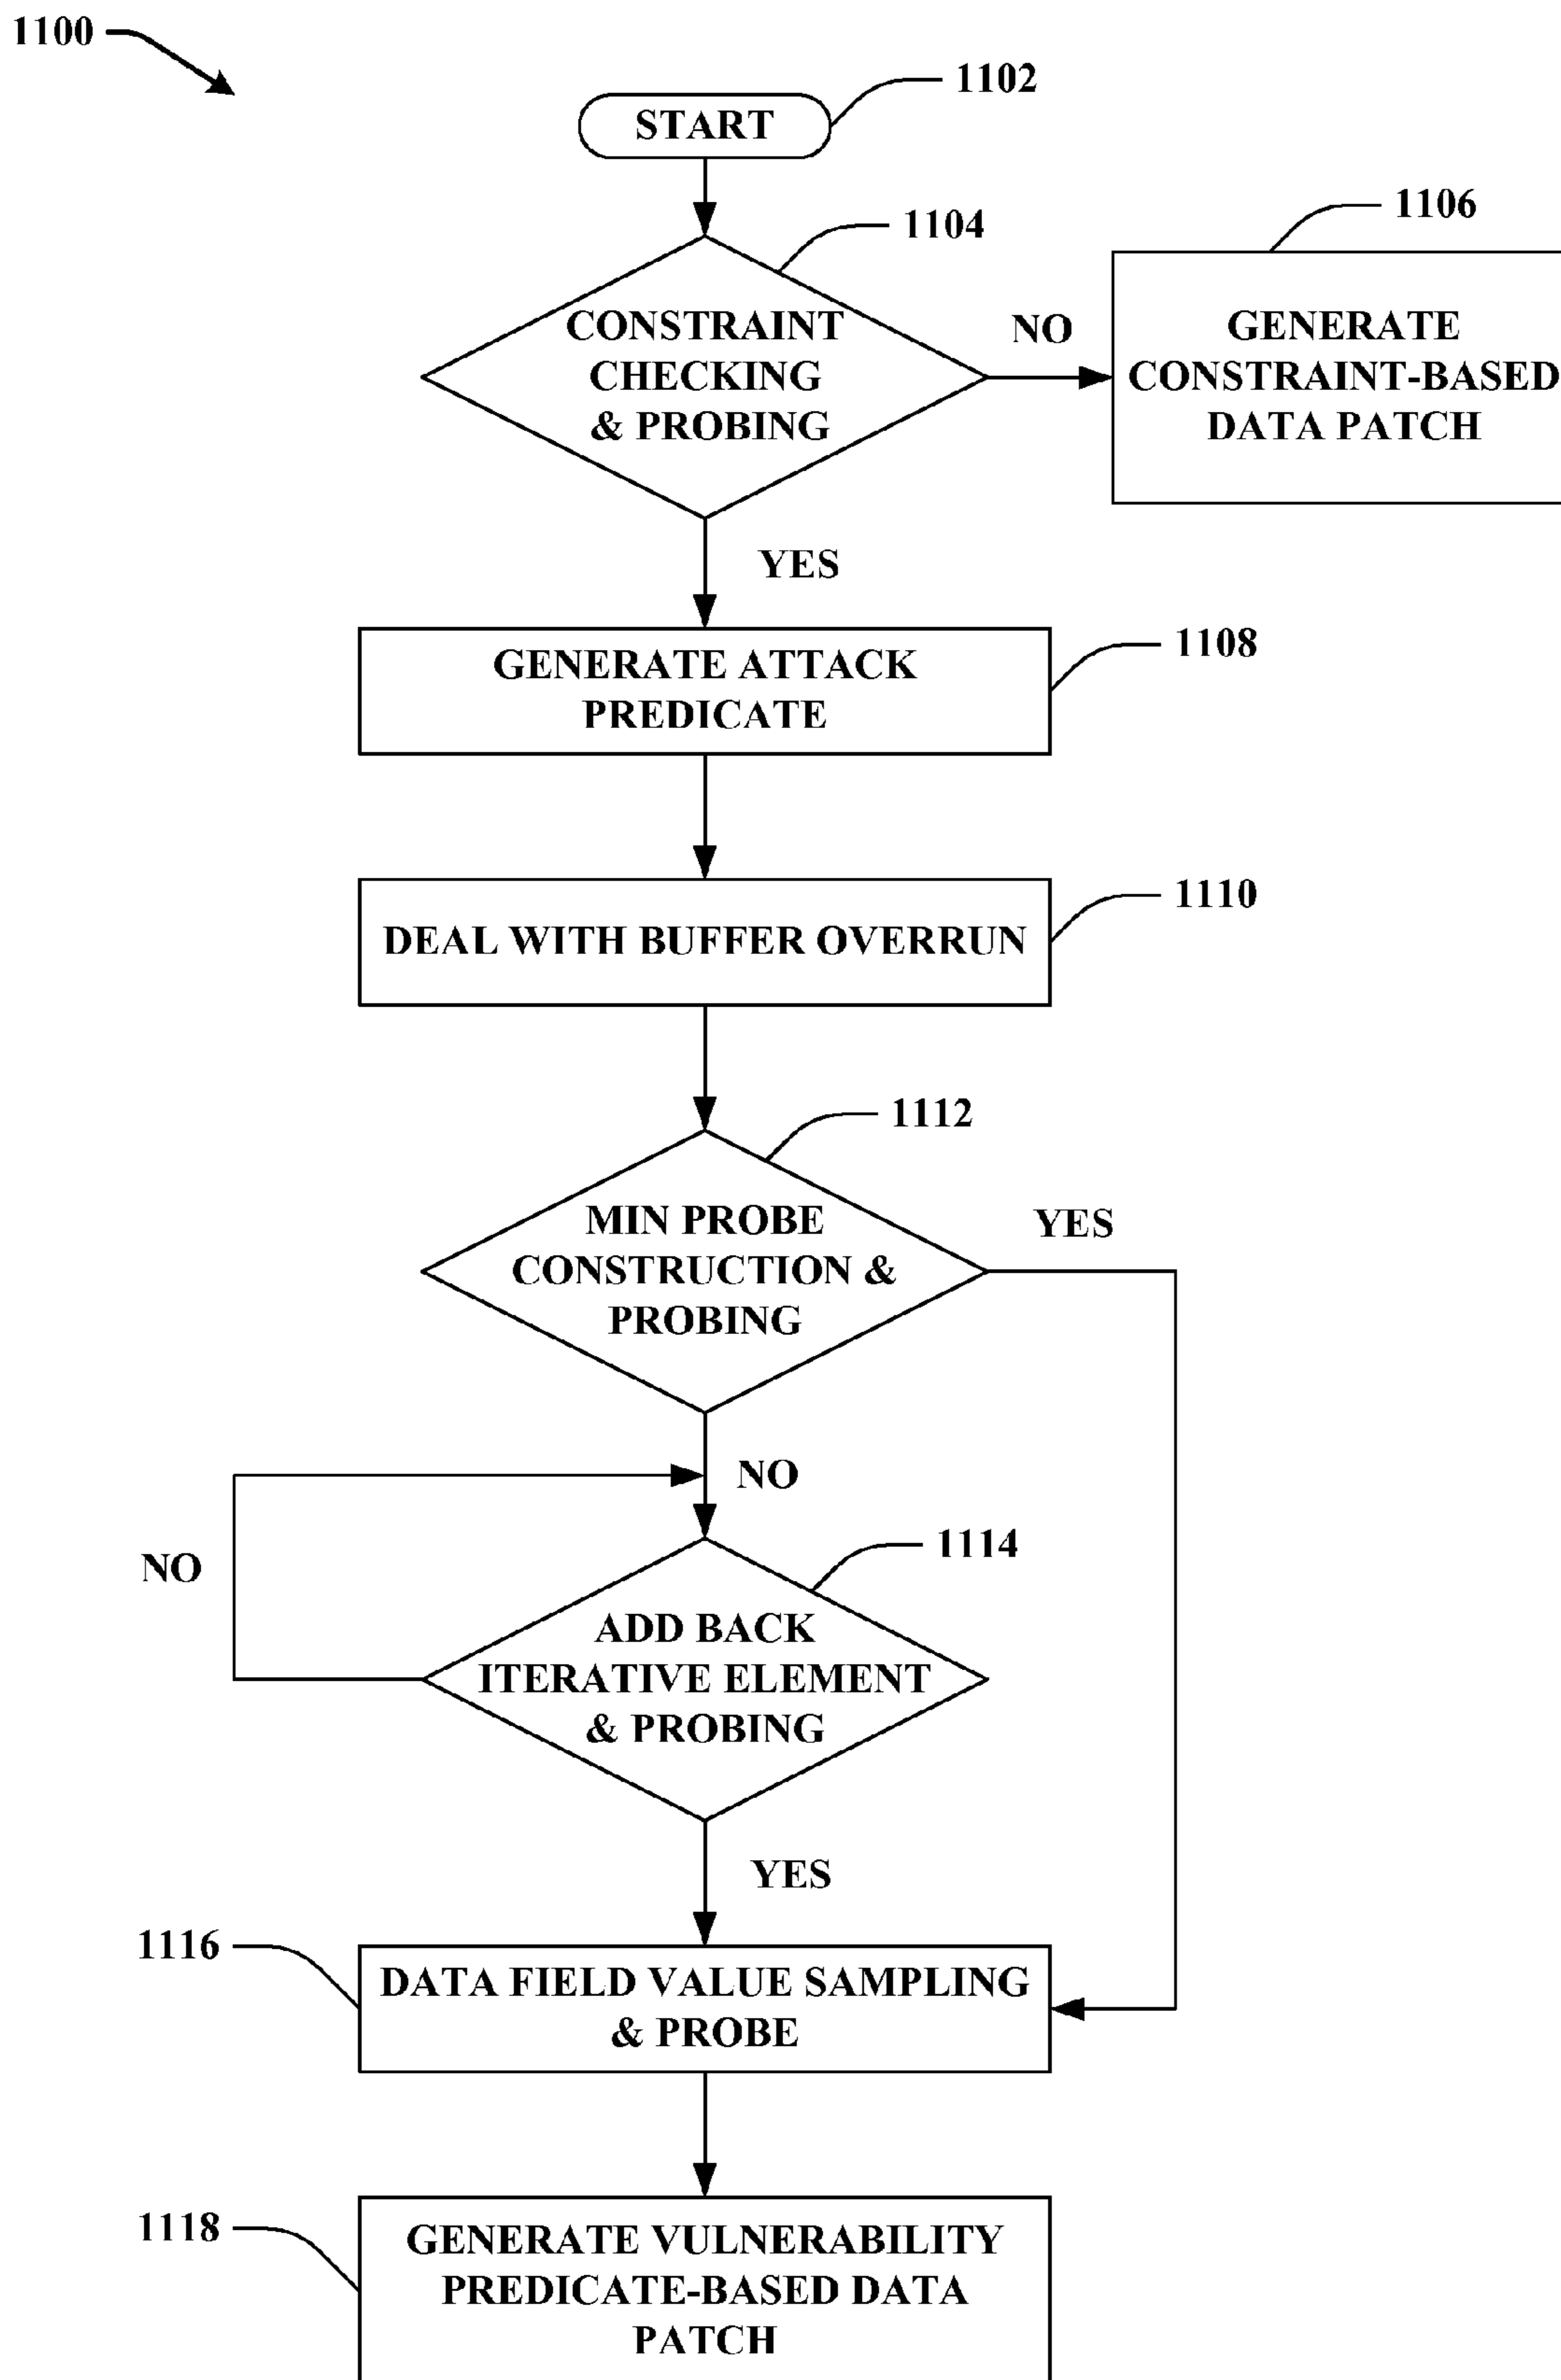 1100
1102
START
1104
1106
CONSTRAINT
CHECKING
& PROBING
NO
GENERATE
CONSTRAINT-BASED
DATA PATCH
YES
1108
GENERATE ATTACK
PREDICATE
1110
DEAL WITH BUFFER OVERRUN
1112
MIN PROBE
CONSTRUCTION &
PROBING
YES
NO
NO
1114
ADD BACK
ITERATIVE ELEMENT
& PROBING
YES
1116
DATA FIELD VALUE SAMPLING
& PROBE
1118
GENERATE VULNERABILITY
PREDICATE-BASED DATA
PATCH